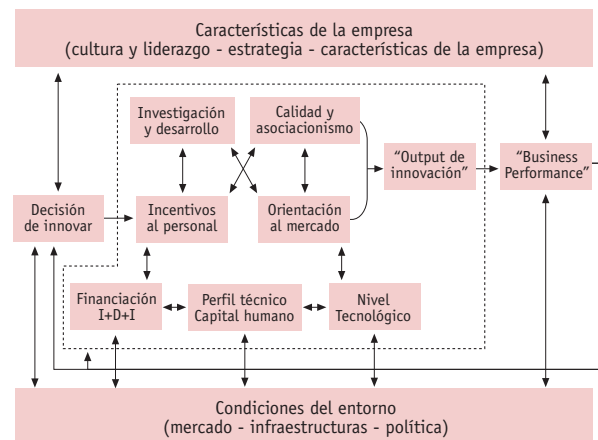 Características de la empresa
(cultura y liderazgo - estrategia - características de la empresa)
Investigación
y desarrollo
Calidad y
asociacionismo
“Output de
innovación”
“Business
Performance”
Decisión
de innovar
Incentivos
al personal
Orientación
al mercado
Financiación
I+D+I
Perfil técnico
Capital humano
Nivel
Tecnológico
Condiciones del entorno
(mercado - infraestructuras - política)